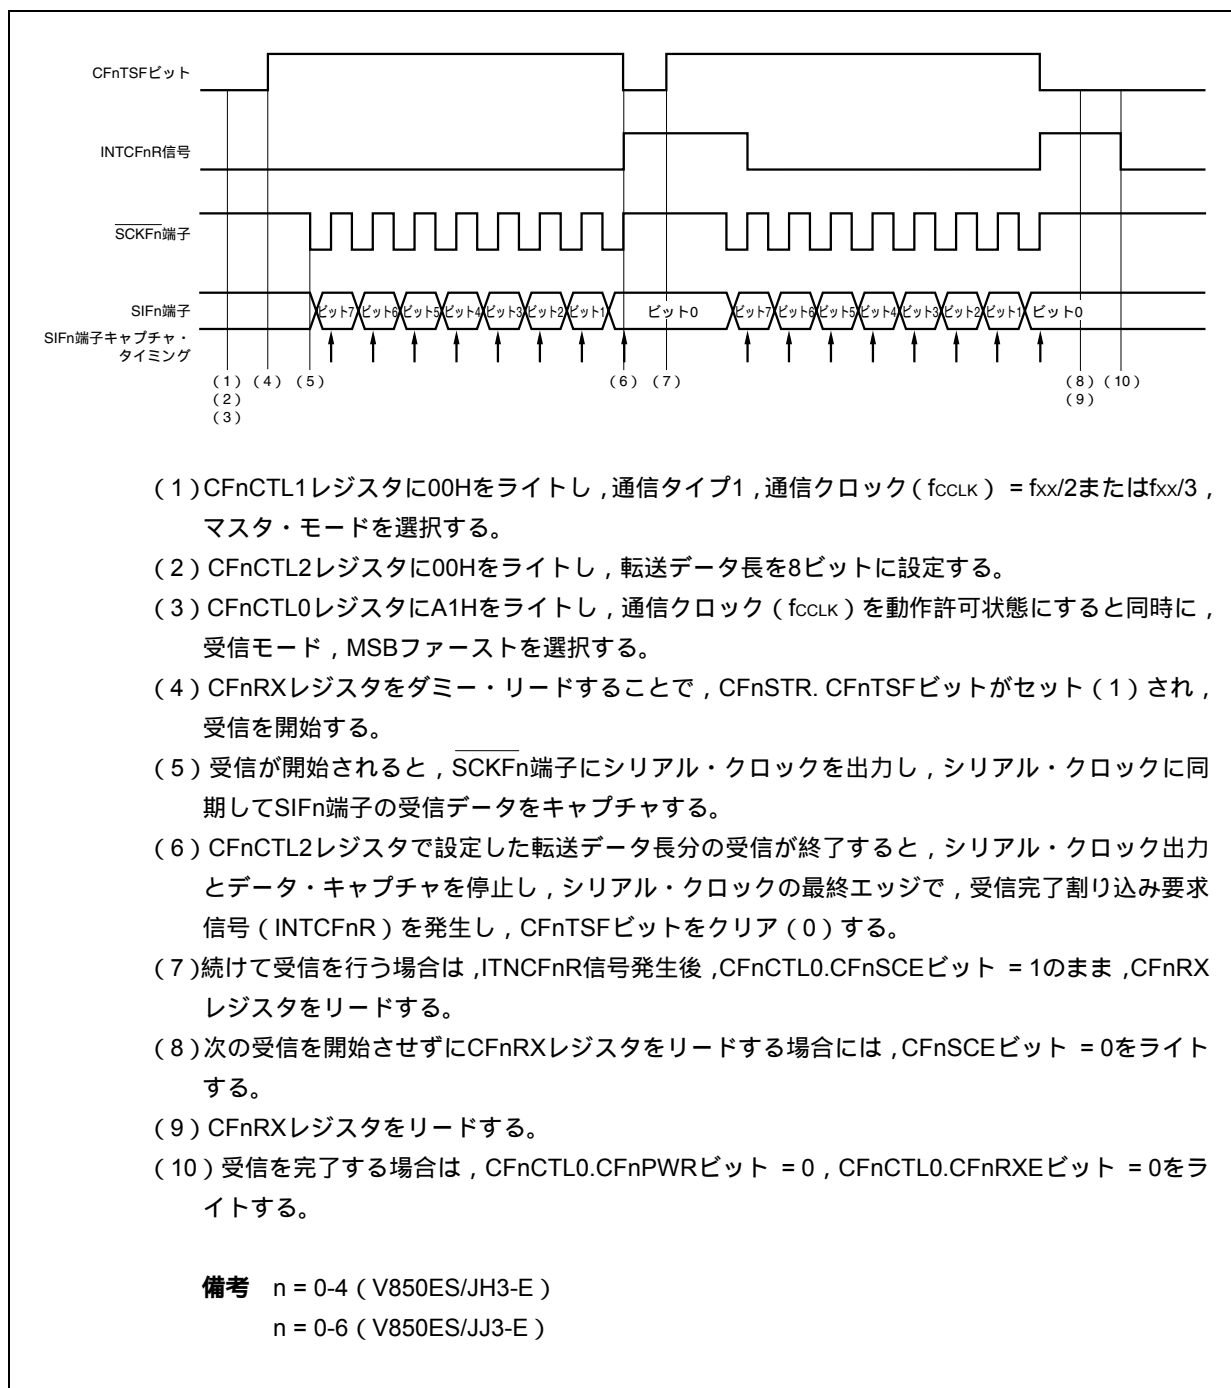 CFnTSFビット
INTCFnR信号
SCKFn端子
SIFn端子
ビット7 ビット6 ビット5 ビット4 ビット3 ビット2 ビット1 ビット0 ビット7 ビット6 ビット5 ビット4 ビット3 ビット2 ビット1 ビット0
SIFn端子キャプチャ・
タイミング
(1) (4) (5) (6) (7) (8) (10)
(2) (9)
(3)
(1)CFnCTL1レジスタに00Hをライトし,通信タイプ1,通信クロック(fCCLK) = fXX/2またはfXX/3,
マスタ・モードを選択する。
(2)CFnCTL2レジスタに00Hをライトし,転送データ長を8ビットに設定する。
(3)CFnCTL0レジスタにA1Hをライトし,通信クロック(fCCLK)を動作許可状態にすると同時に,
受信モード,MSBファーストを選択する。
(4)CFnRXレジスタをダミー・リードすることで,CFnSTR. CFnTSFビットがセット(1)され,
受信を開始する。
(5)受信が開始されると,SCKFn端子にシリアル・クロックを出力し,シリアル・クロックに同
期してSIFn端子の受信データをキャプチャする。
(6)CFnCTL2レジスタで設定した転送データ長分の受信が終了すると,シリアル・クロック出力
とデータ・キャプチャを停止し,シリアル・クロックの最終エッジで,受信完了割り込み要求
信号(INTCFnR)を発生し,CFnTSFビットをクリア(0)する。
(7)続けて受信を行う場合は,ITNCFnR信号発生後,CFnCTL0.CFnSCEビット = 1のまま,CFnRX
レジスタをリードする。
(8)次の受信を開始させずにCFnRXレジスタをリードする場合には,CFnSCEビット = 0をライト
する。
(9)CFnRXレジスタをリードする。
(10)受信を完了する場合は,CFnCTL0.CFnPWRビット = 0,CFnCTL0.CFnRXEビット = 0をラ
イトする。
備考 n = 0-4(V850ES/JH3-E)
n = 0-6(V850ES/JJ3-E)